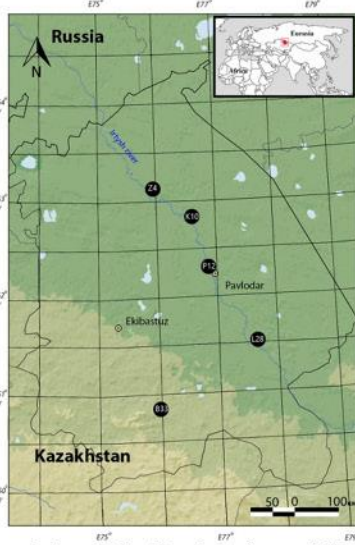 E75° E77° E79°
Russia
N
Eurasia
Africa
Irtysh river
Z4
K10
P12
Pavlodar
Ekibastuz
L28
B33
Kazakhstan
50 0 100
E75° E77°